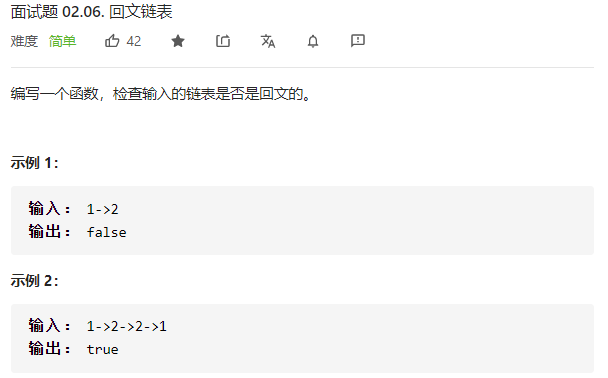 面试题 02.06. 回文链表
难度 简单 42
编写一个函数，检查输入的链表是否是回文的。
示例 1：
输入： 1->2
输出： false
示例 2：
输入： 1->2->2->1
输出： true